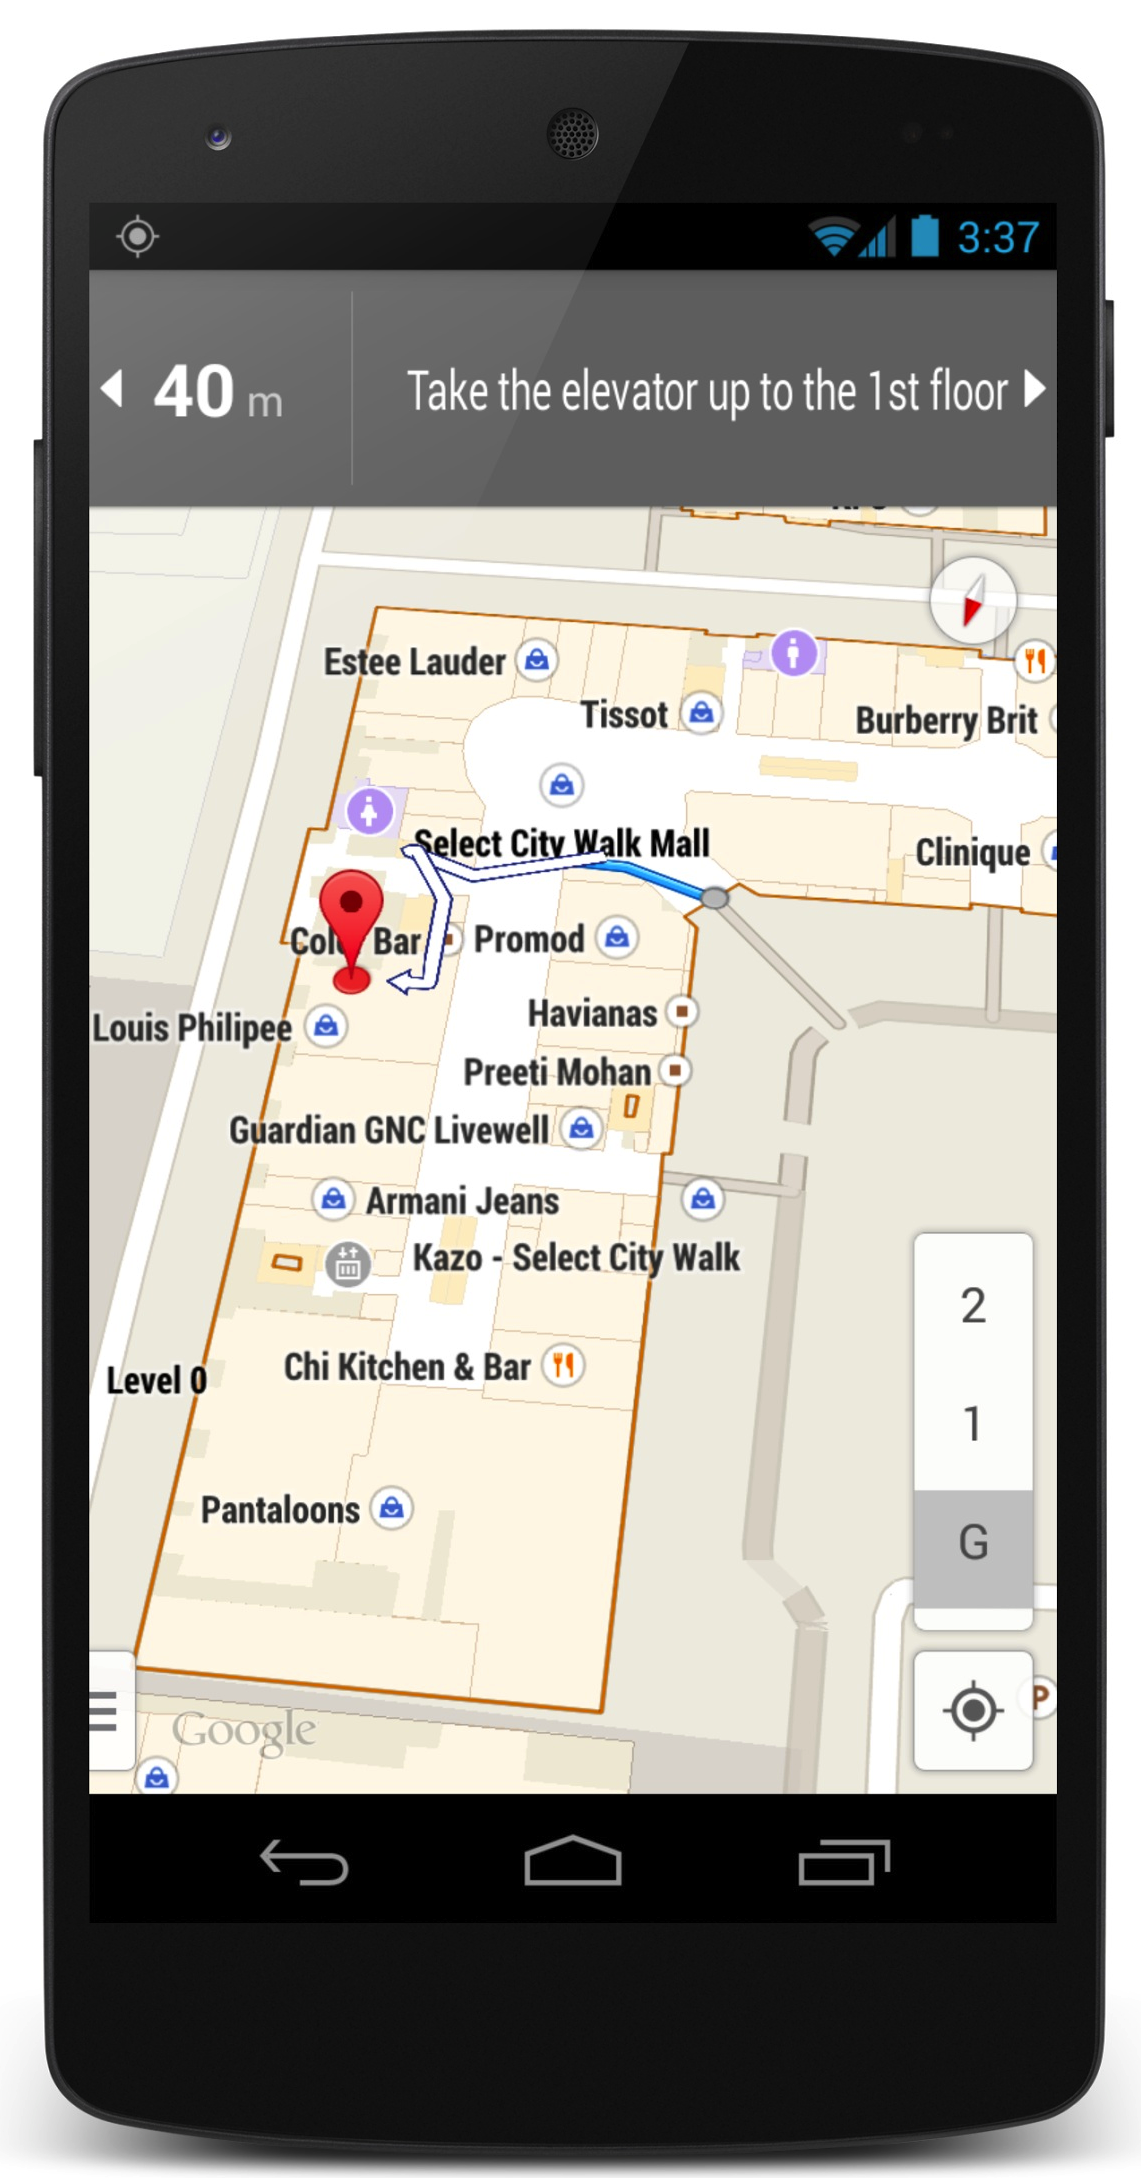 3:37
40 m
Take the elevator up to the 1st floor
Estee Lauder
Tissot
Burberry Brit
Select City Walk Mall
Clinique
Bar
Promod
Louis Philipee
Havianas
Preeti Mohan
Guardian GNC Livewell
Armani Jeans
Kazo - Select City Walk
2
Chi Kitchen & Bar
Level 0
1
Pantaloons
G
P
Google